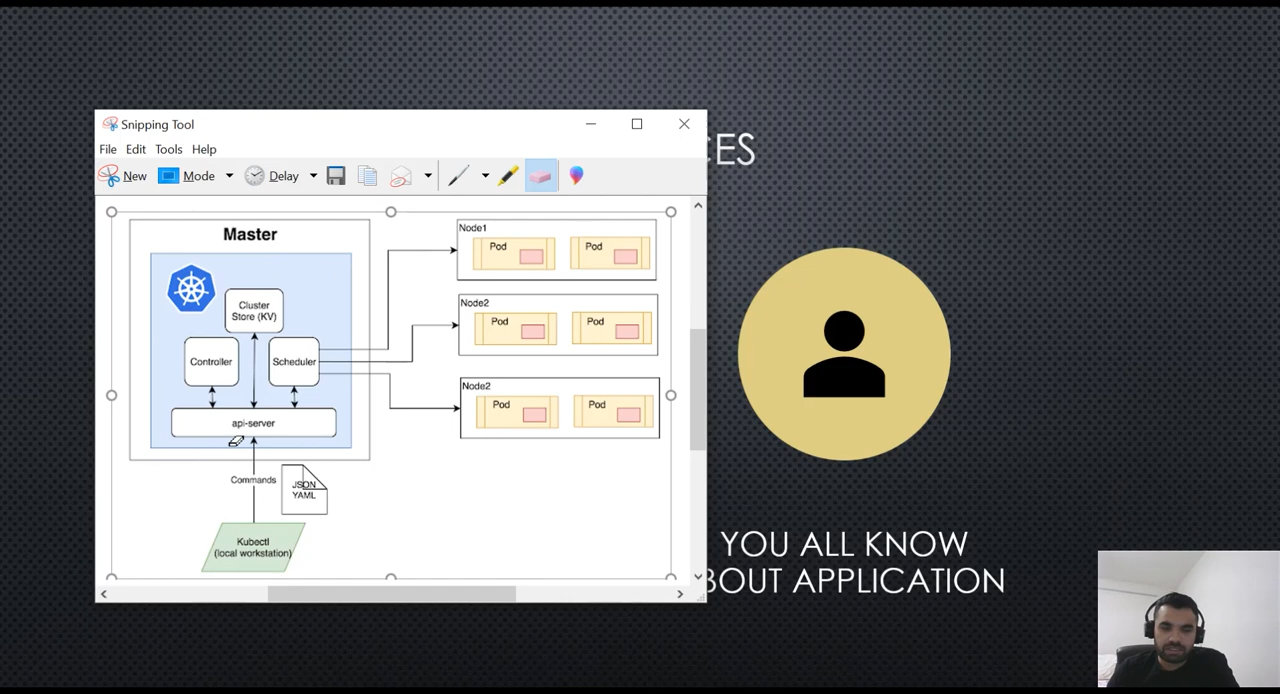 Snipping Tool
File Edit Tools Help
New Mode Delay
CES
Master
Cluster
Store (KV)
Controller
Scheduler
api-server
Commands
JSON
YAML
Kubectl
(local workstation)
Node1
Pod
Pod
Node2
Pod
Pod
Node2
Pod
Pod
YOU ALL KNOW
BOUT APPLICATION